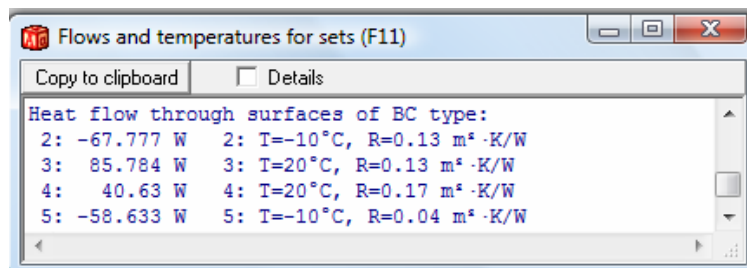 Flows and temperatures for sets (F11)
Copy to clipboard Details
Heat flow through surfaces of BC type:
2: -67.777 W 2: T=-10°C, R=0.13 m²·K/W
3: 85.784 W 3: T=20°C, R=0.13 m²·K/W
4: 40.63 W 4: T=20°C, R=0.17 m²·K/W
5: -58.633 W 5: T=-10°C, R=0.04 m²·K/W